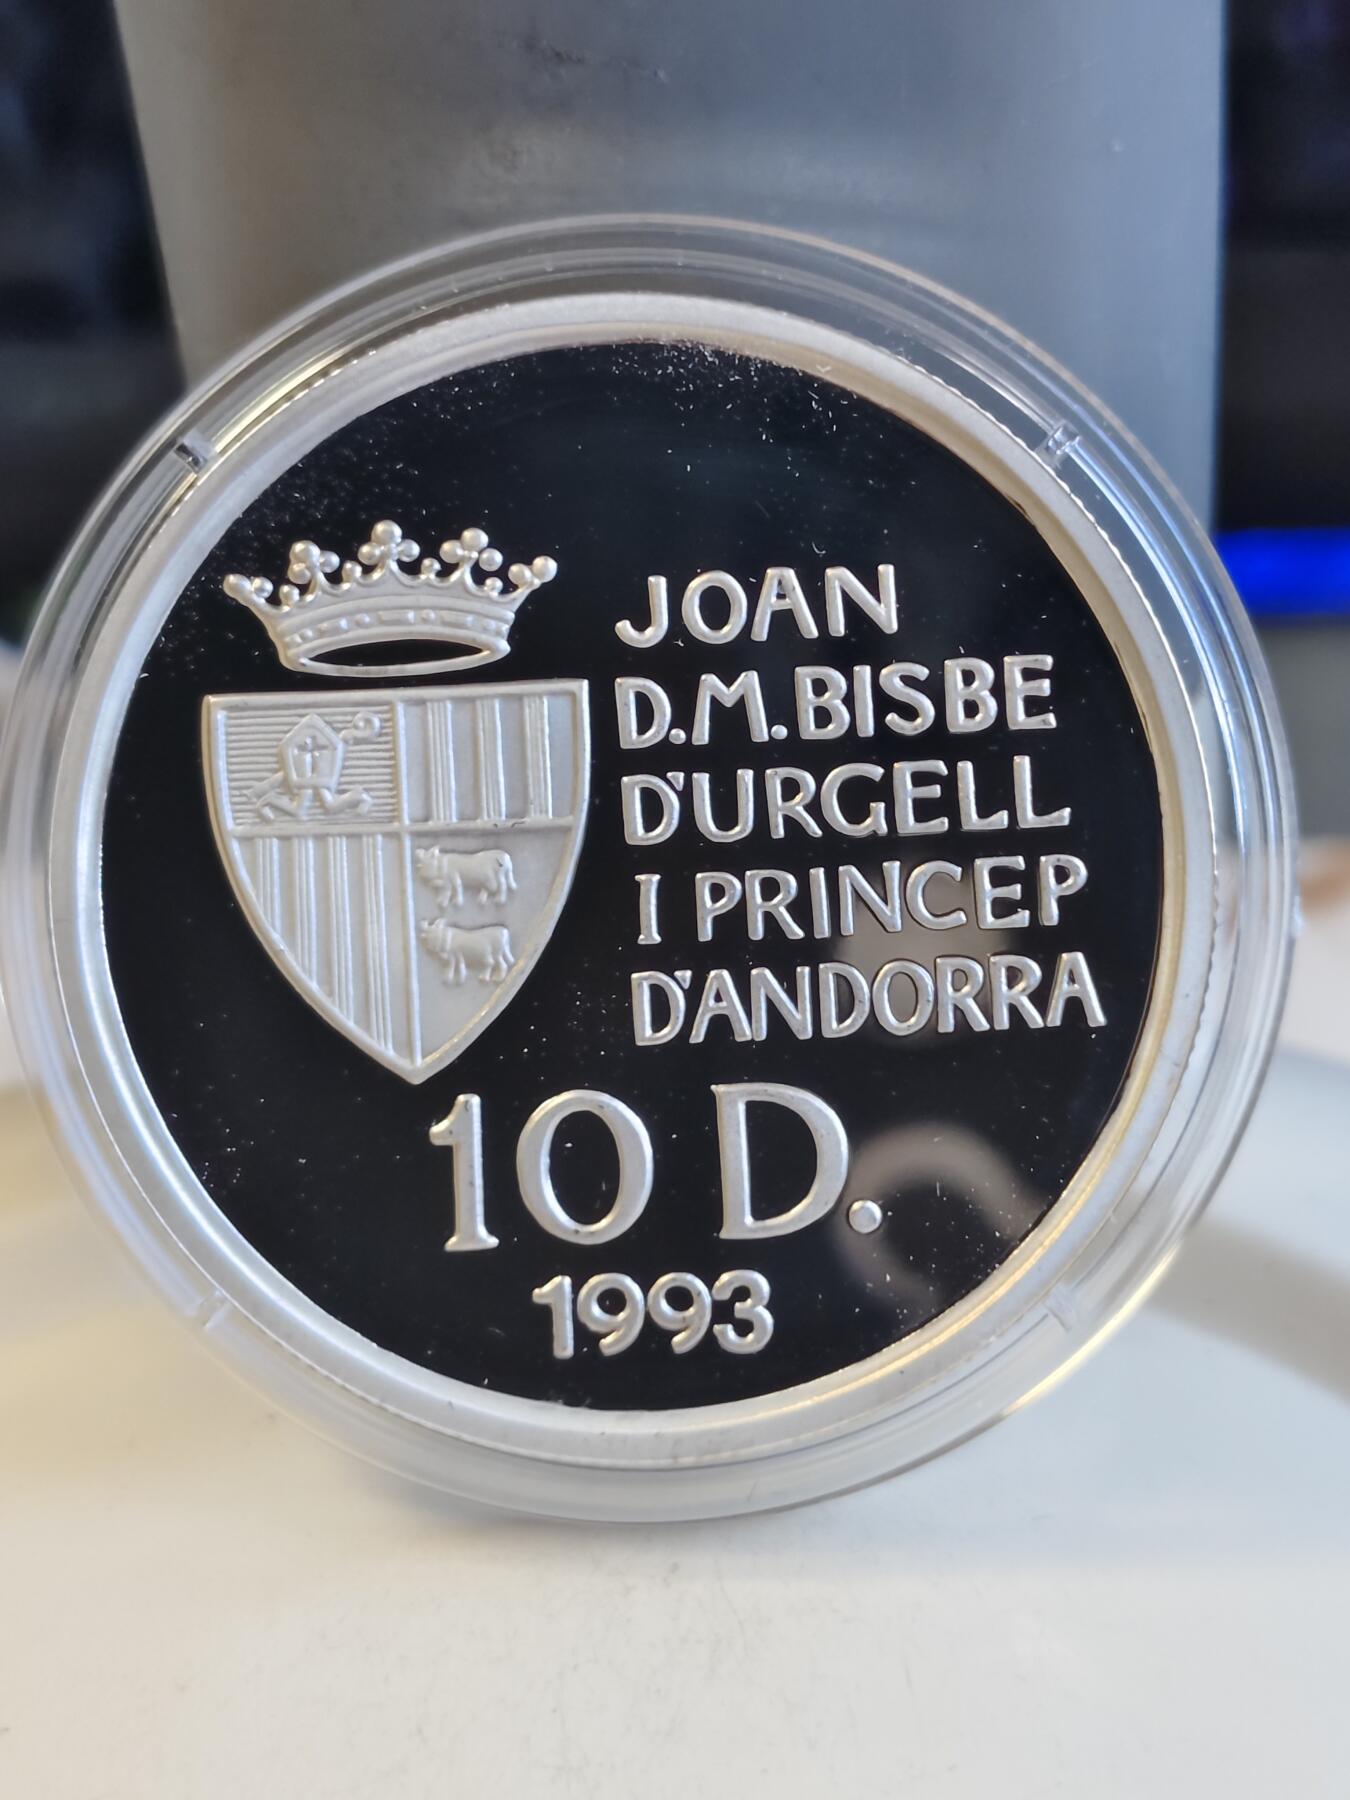 JOAN
D.M.BISBE
D'URGELL
I PRINCEP
D'ANDORRA
10 D.
1993